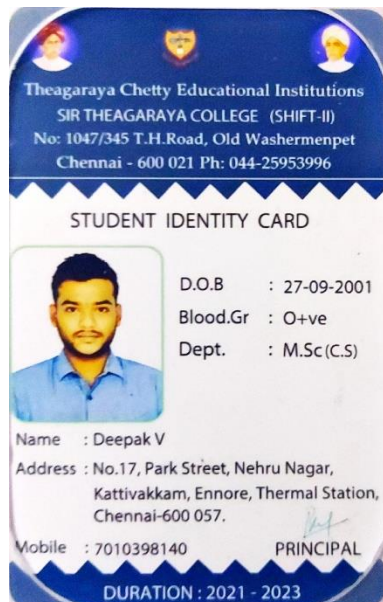 Theagaraya Chetty Educational Institutions
SIR THEAGARAYA COLLEGE (SHIFT-II)
No: 1047/345 T.H.Road, Old Washermenpet
Chennai - 600 021 Ph: 044-25953996
STUDENT IDENTITY CARD
D.O.B : 27-09-2001
Blood.Gr : O+ve
Dept. : M.Sc (C.S)
Name : Deepak V
Address : No.17, Park Street, Nehru Nagar,
Kattivakkam, Ennore, Thermal Station,
Chennai-600 057.
Mobile : 7010398140 PRINCIPAL
DURATION : 2021 - 2023